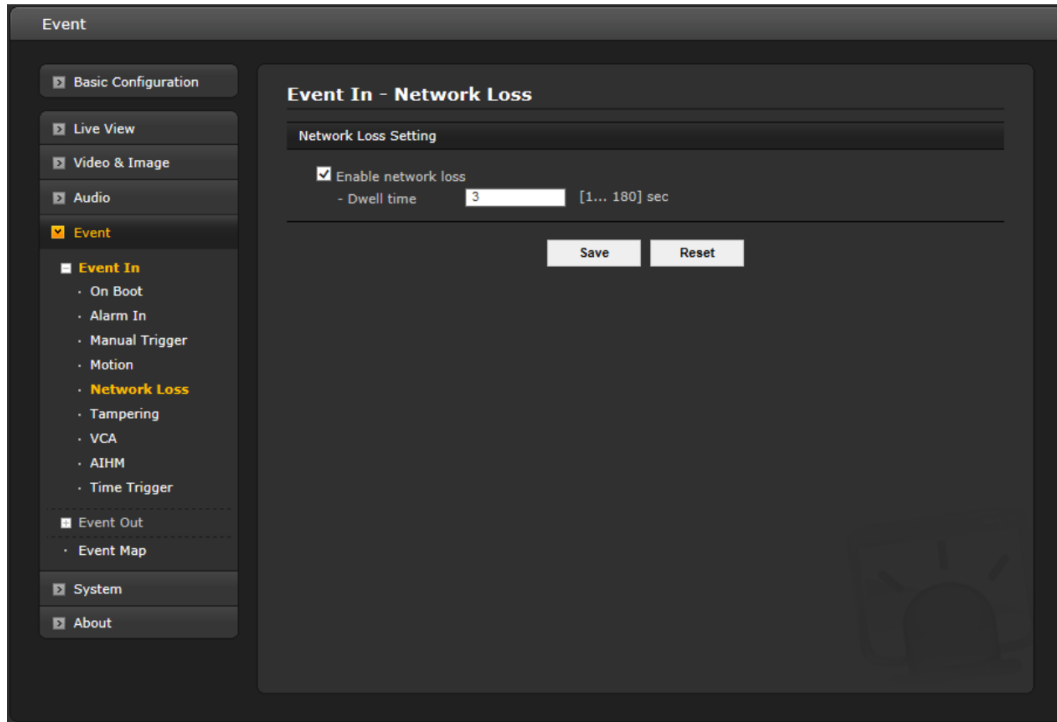 Event
Basic Configuration
Live View
Video & Image
Audio
Event
Event In
On Boot
Alarm In
Manual Trigger
Motion
Network Loss
Tampering
VCA
AIHM
Time Trigger
Event Out
Event Map
System
About
Event In - Network Loss
Network Loss Setting
Enable network loss
- Dwell time 3 [1... 180] sec
Save Reset